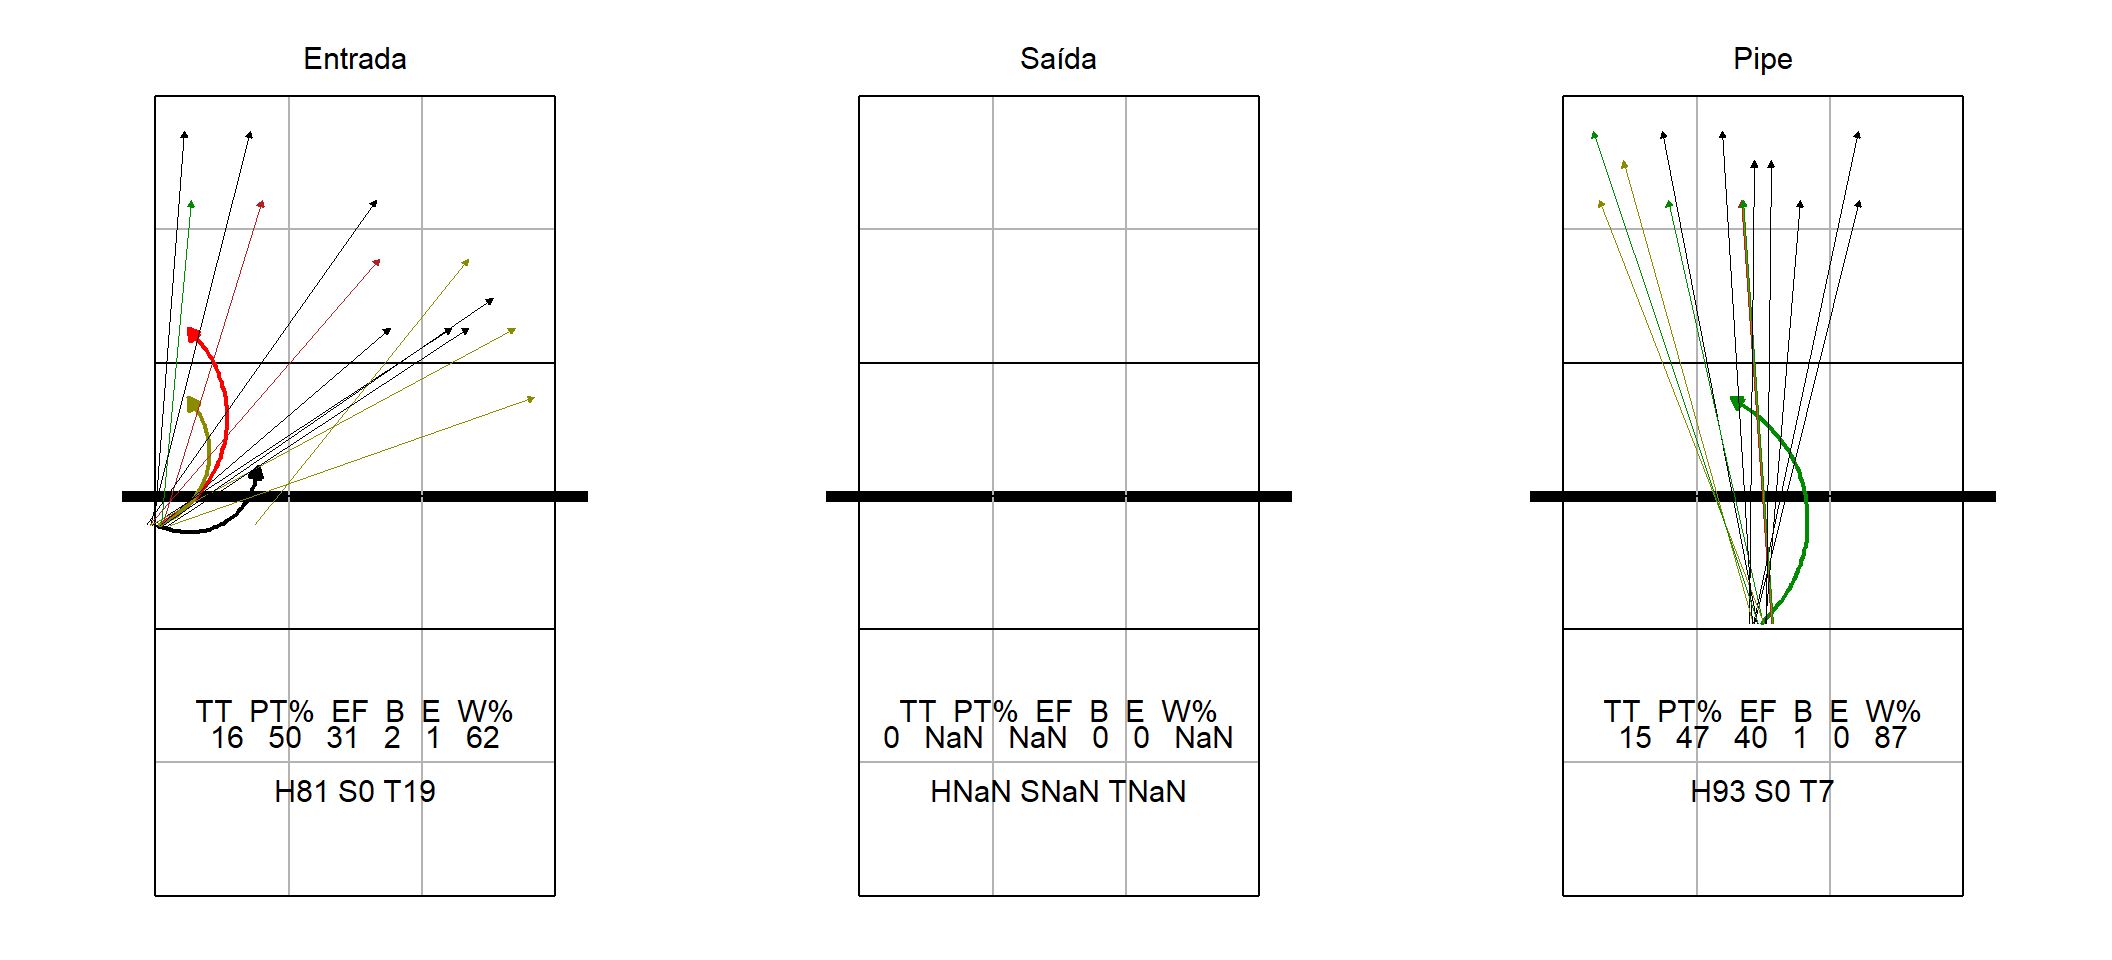 Entrada
TT PT% EF B E W%
16 50 31 2 1 62
H81 S0 T19
Saída
TT PT% EF B E W%
0 NaN NaN 0 0 NaN
HNaN SNaN TNaN
Pipe
TT PT% EF B E W%
15 47 40 1 0 87
H93 S0 T7